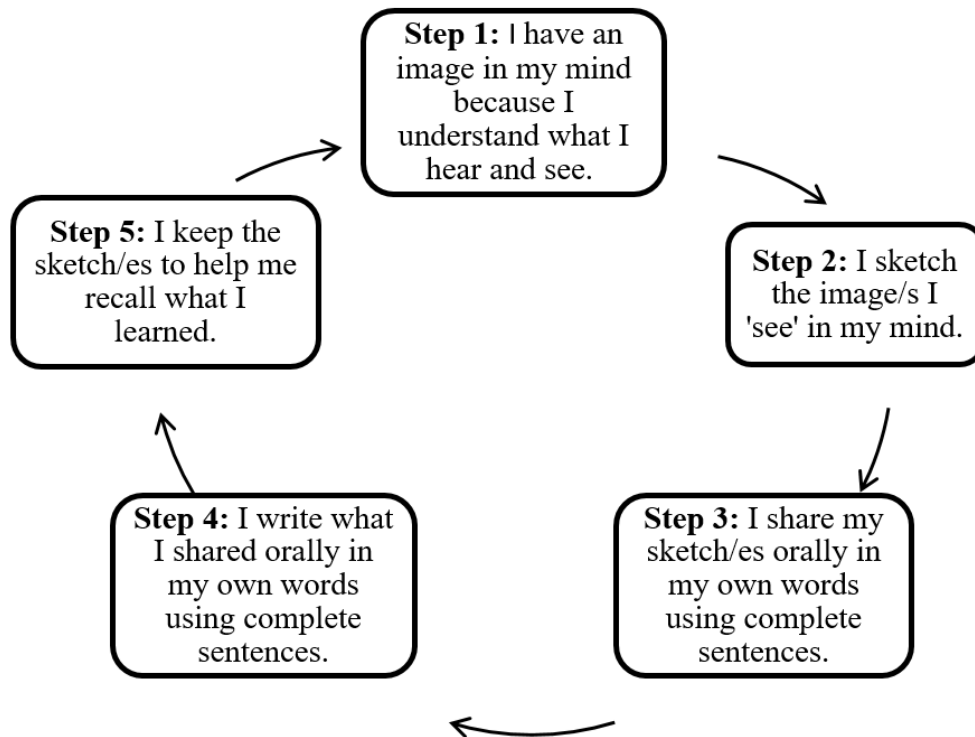 Step 1: I have an
image in my mind
because I
understand what I
hear and see.
Step 2: I sketch
the image/s I
'see' in my mind.
Step 3: I share my
sketch/es orally in
my own words
using complete
sentences.
Step 4: I write what
I shared orally in
my own words
using complete
sentences.
Step 5: I keep the
sketch/es to help me
recall what I
learned.